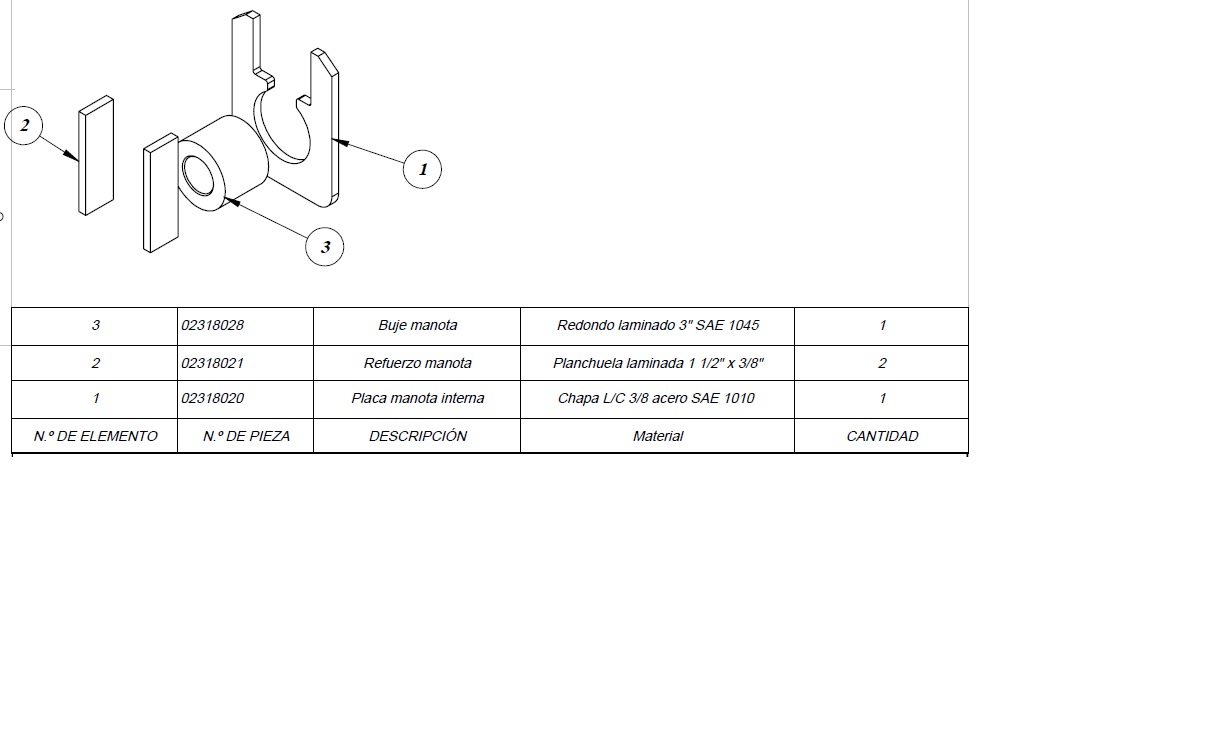 2
1
3
3 02318028 Buje manota Redondo laminado 3" SAE 1045 1
2 02318021 Refuerzo manota Planchuela laminada 1 1/2" x 3/8" 2
1 02318020 Placa manota interna Chapa L/C 3/8 acero SAE 1010 1
N.º DE ELEMENTO N.º DE PIEZA DESCRIPCIÓN Material CANTIDAD